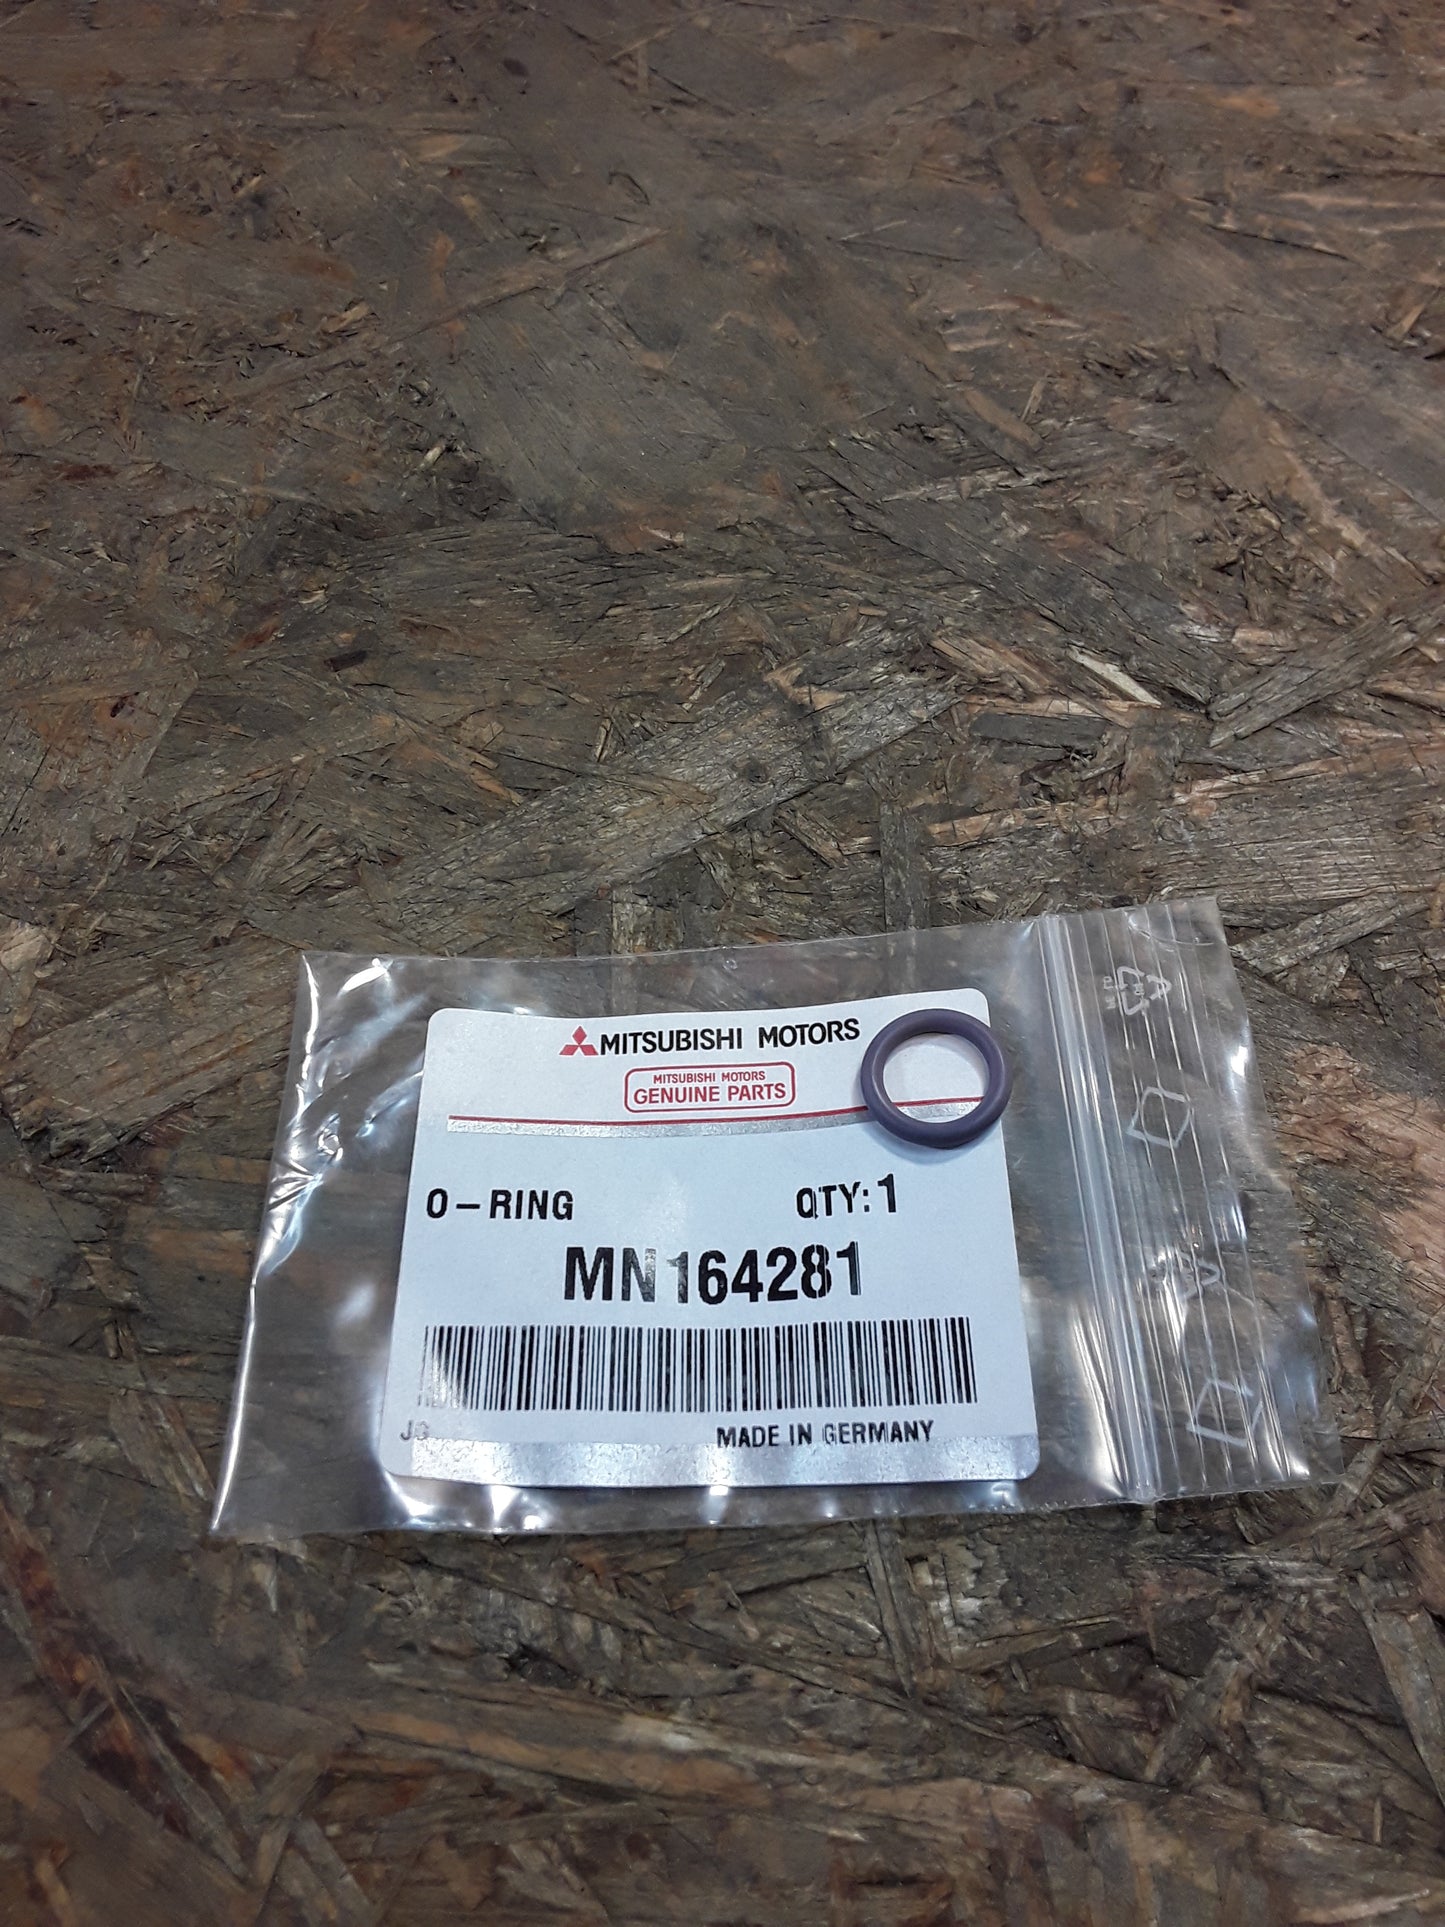 MITSUBISHI MOTORS
MITSUBISHI MOTORS
GENUINE PARTS
O-RING QTY:1
MN164281
MADE IN GERMANY